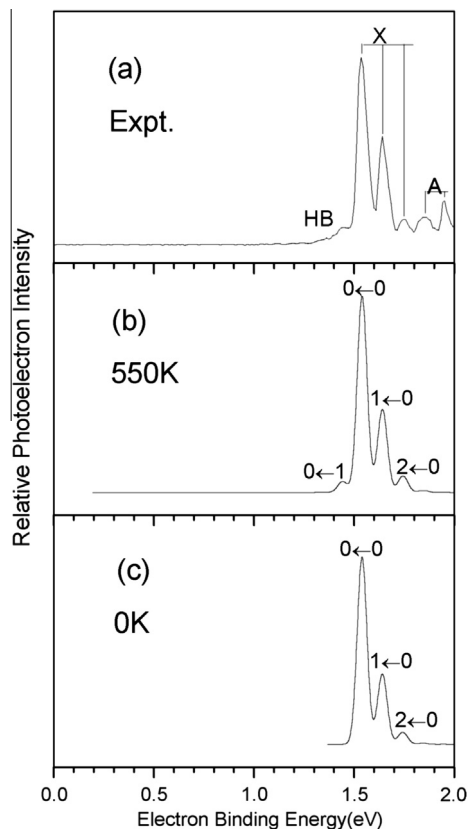 Relative Photoelectron Intensity
(a)
Expt.
X
A
HB
(b)
550K
0←0
1←0
0←1
2←0
(c)
0K
0←0
1←0
2←0
0.0 0.5 1.0 1.5 2.0
Electron Binding Energy(eV)